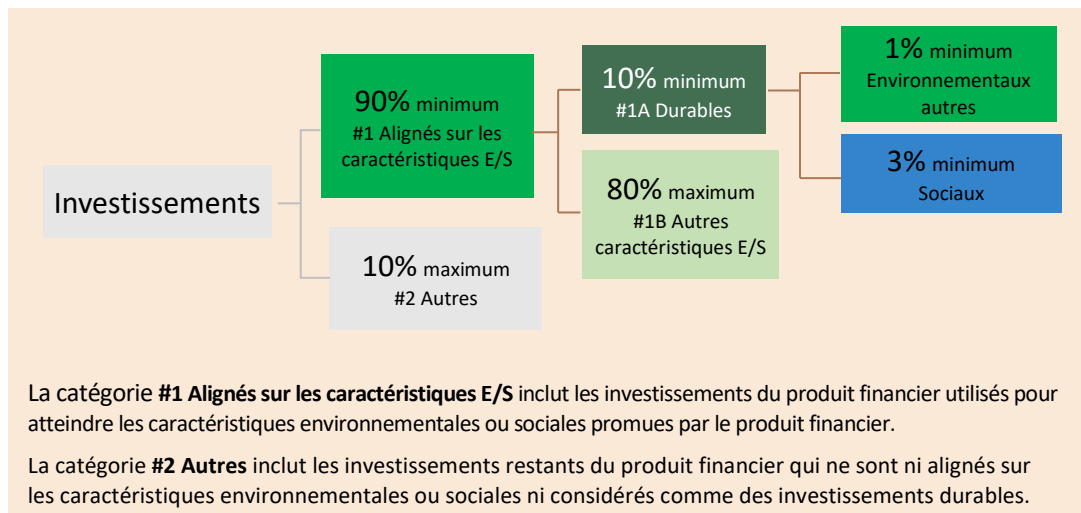 Investissements
90% minimum
#1 Alignés sur les
caractéristiques E/S
10% maximum
#2 Autres
10% minimum
#1A Durables
80% maximum
#1B Autres
caractéristiques E/S
1% minimum
Environnementaux
autres
3% minimum
Sociaux
La catégorie #1 Alignés sur les caractéristiques E/S inclut les investissements du produit financier utilisés pour
atteindre les caractéristiques environnementales ou sociales promues par le produit financier.
La catégorie #2 Autres inclut les investissements restants du produit financier qui ne sont ni alignés sur
les caractéristiques environnementales ou sociales ni considérés comme des investissements durables.